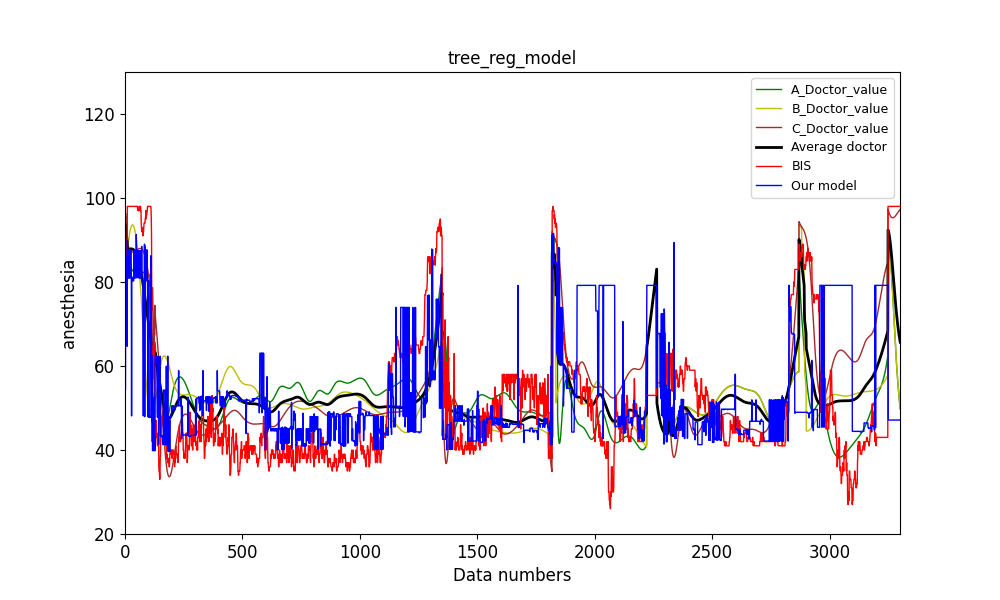 tree_reg_model
A_Doctor_value
B_Doctor_value
C_Doctor_value
Average doctor
BIS
Our model
anesthesia
120
100
80
60
40
20
0 500 1000 1500 2000 2500 3000
Data numbers